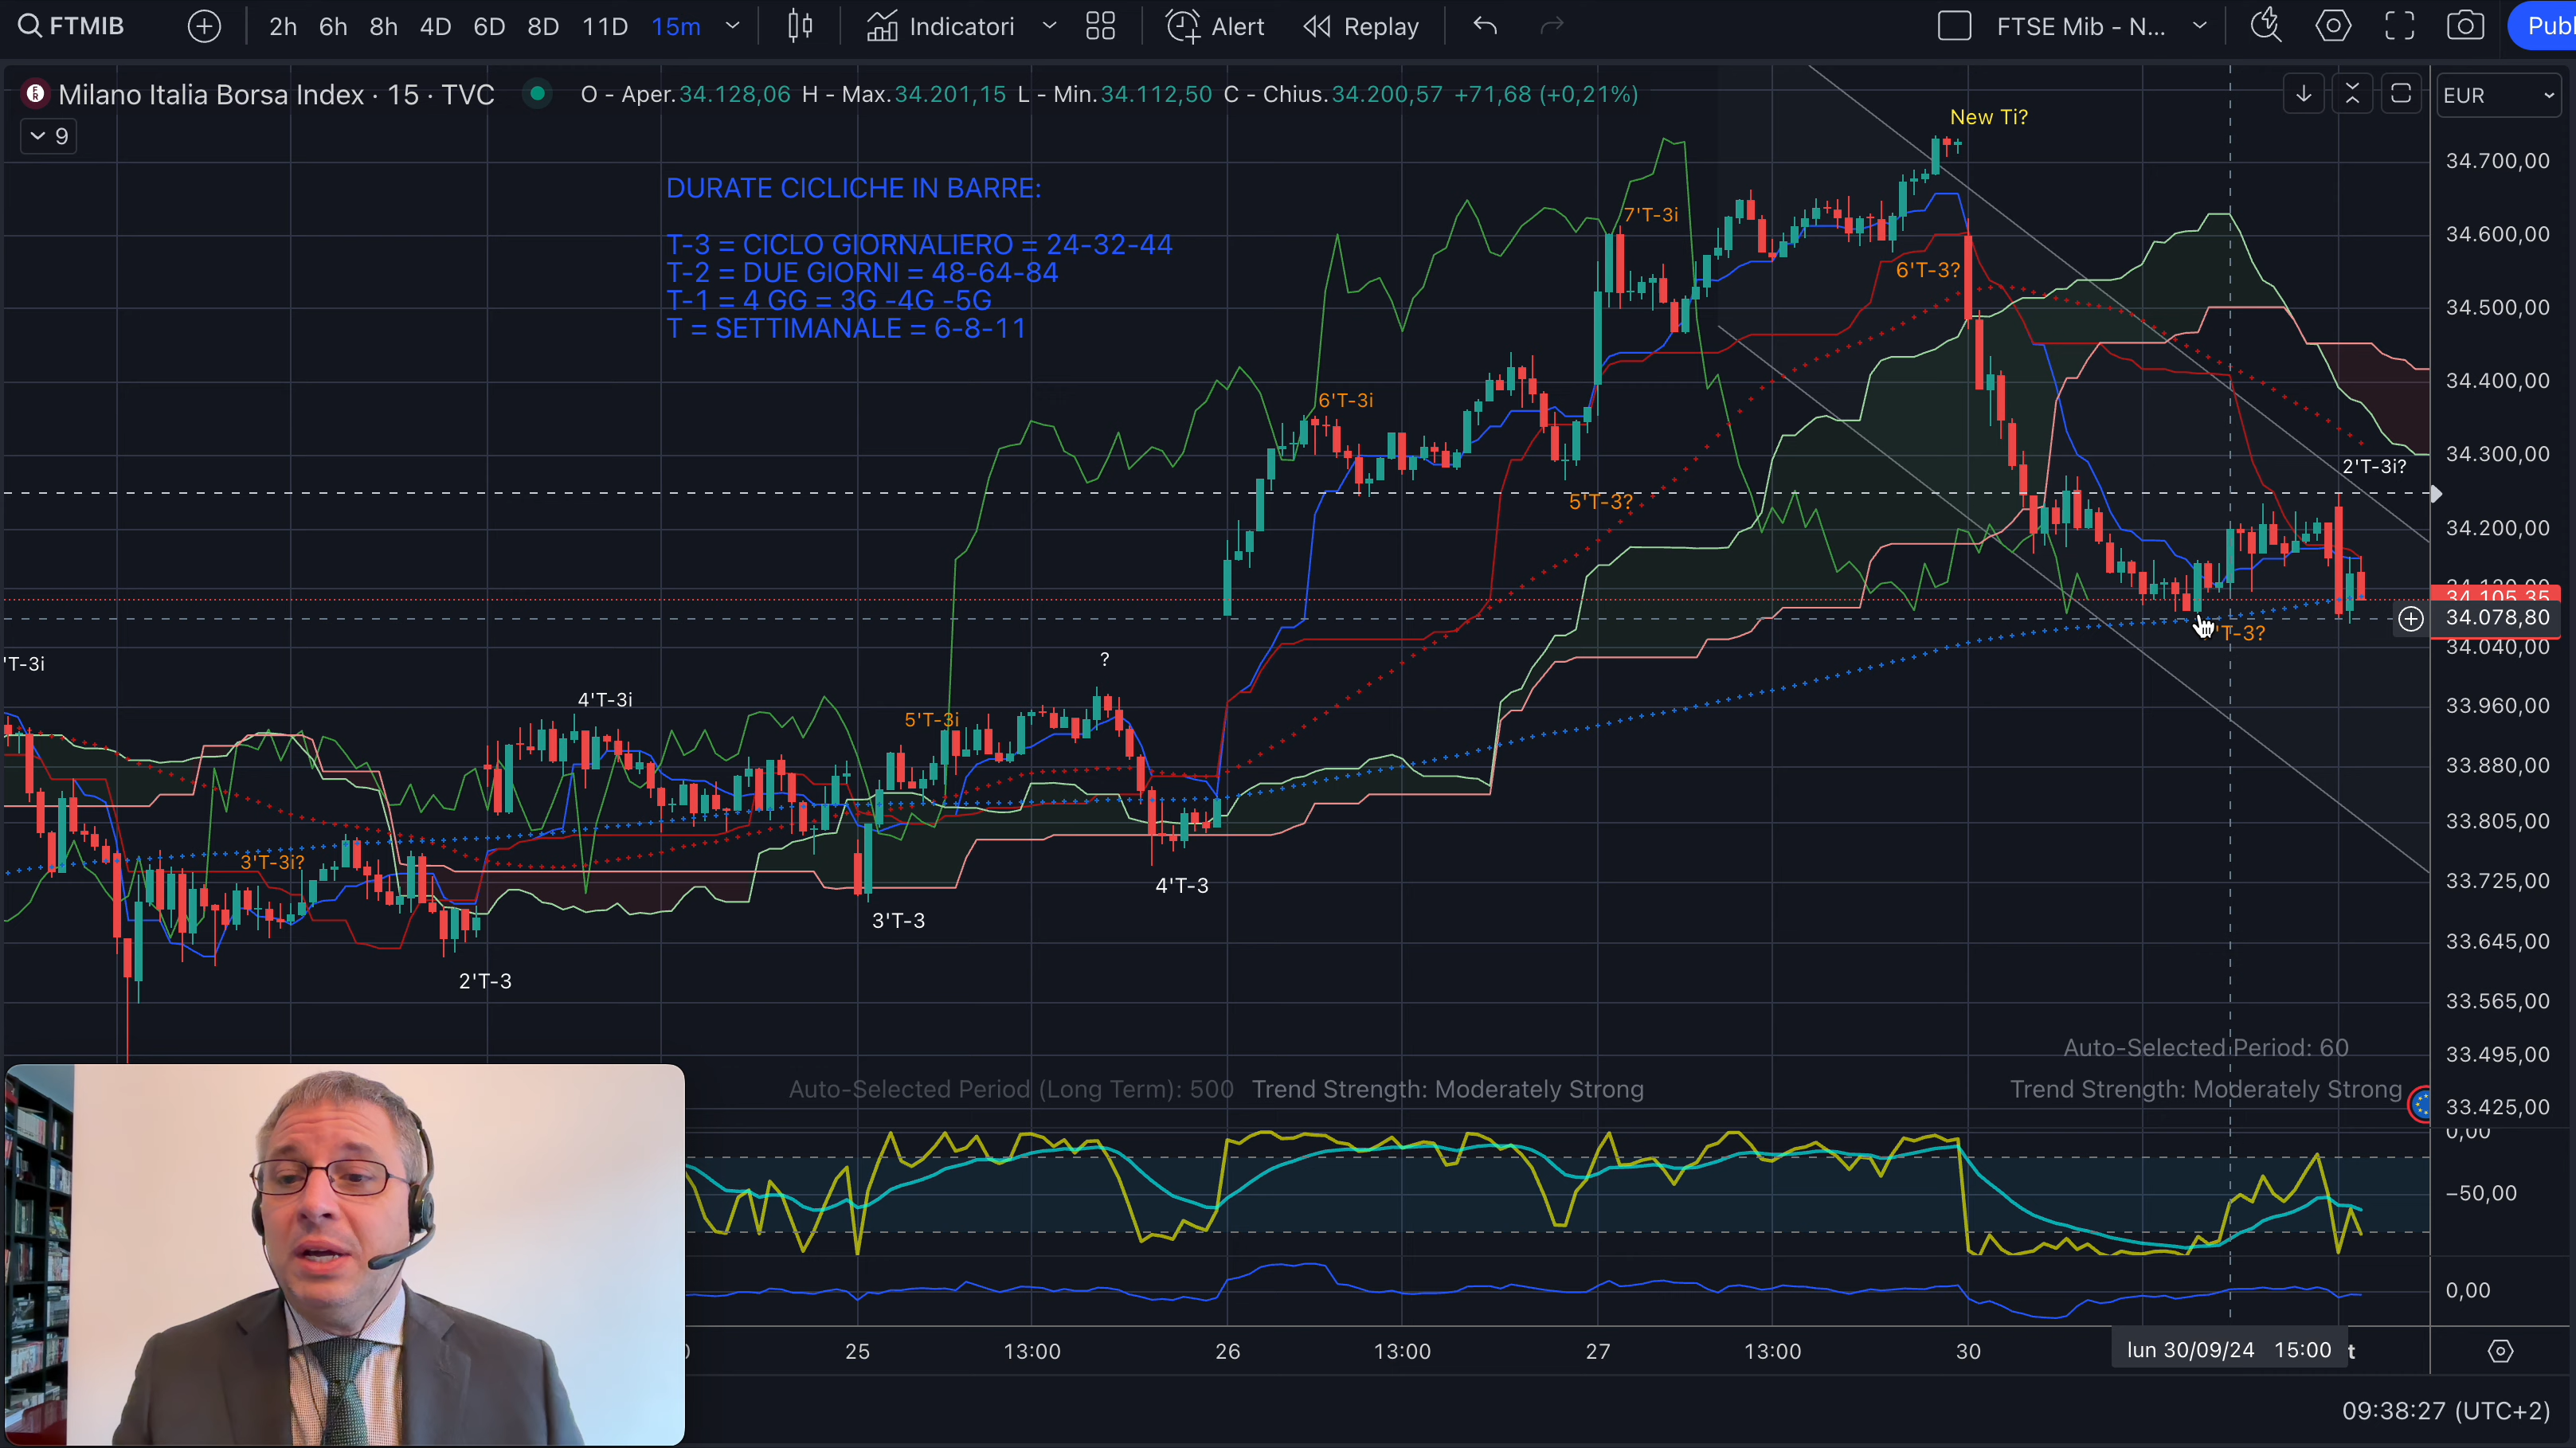 FTMIB
2h 6h 8h 4D 6D 8D 11D 15m
Indicatori
Alert
Replay
FTSE Mib - N...
Publ
Milano Italia Borsa Index · 15 · TVC
O - Aper.34.128,06 H - Max.34.201,15 L - Min.34.112,50 C - Chius.34.200,57 +71,68 (+0,21%)
EUR
9
New Ti?
DURATE CICLICHE IN BARRE:
T-3 = CICLO GIORNALIERO = 24-32-44
T-2 = DUE GIORNI = 48-64-84
T-1 = 4 GG = 3G -4G -5G
T = SETTIMANALE = 6-8-11
7'T-3i
6'T-3?
6'T-3i
5'T-3?
2'T-3i?
'T-3?
?
'T-3i
4'T-3i
5'T-3i
3'T-3i?
4'T-3
3'T-3
2'T-3
34.700,00
34.600,00
34.500,00
34.400,00
34.300,00
34.200,00
34.105,35
34.078,80
34.040,00
33.960,00
33.880,00
33.805,00
33.725,00
33.645,00
33.565,00
33.495,00
33.425,00
Auto-Selected Period: 60
Auto-Selected Period (Long Term): 500
Trend Strength: Moderately Strong
Trend Strength: Moderately Strong
0,00
−50,00
0,00
25 13:00 26 13:00 27 13:00 30
lun 30/09/24 15:00
09:38:27 (UTC+2)